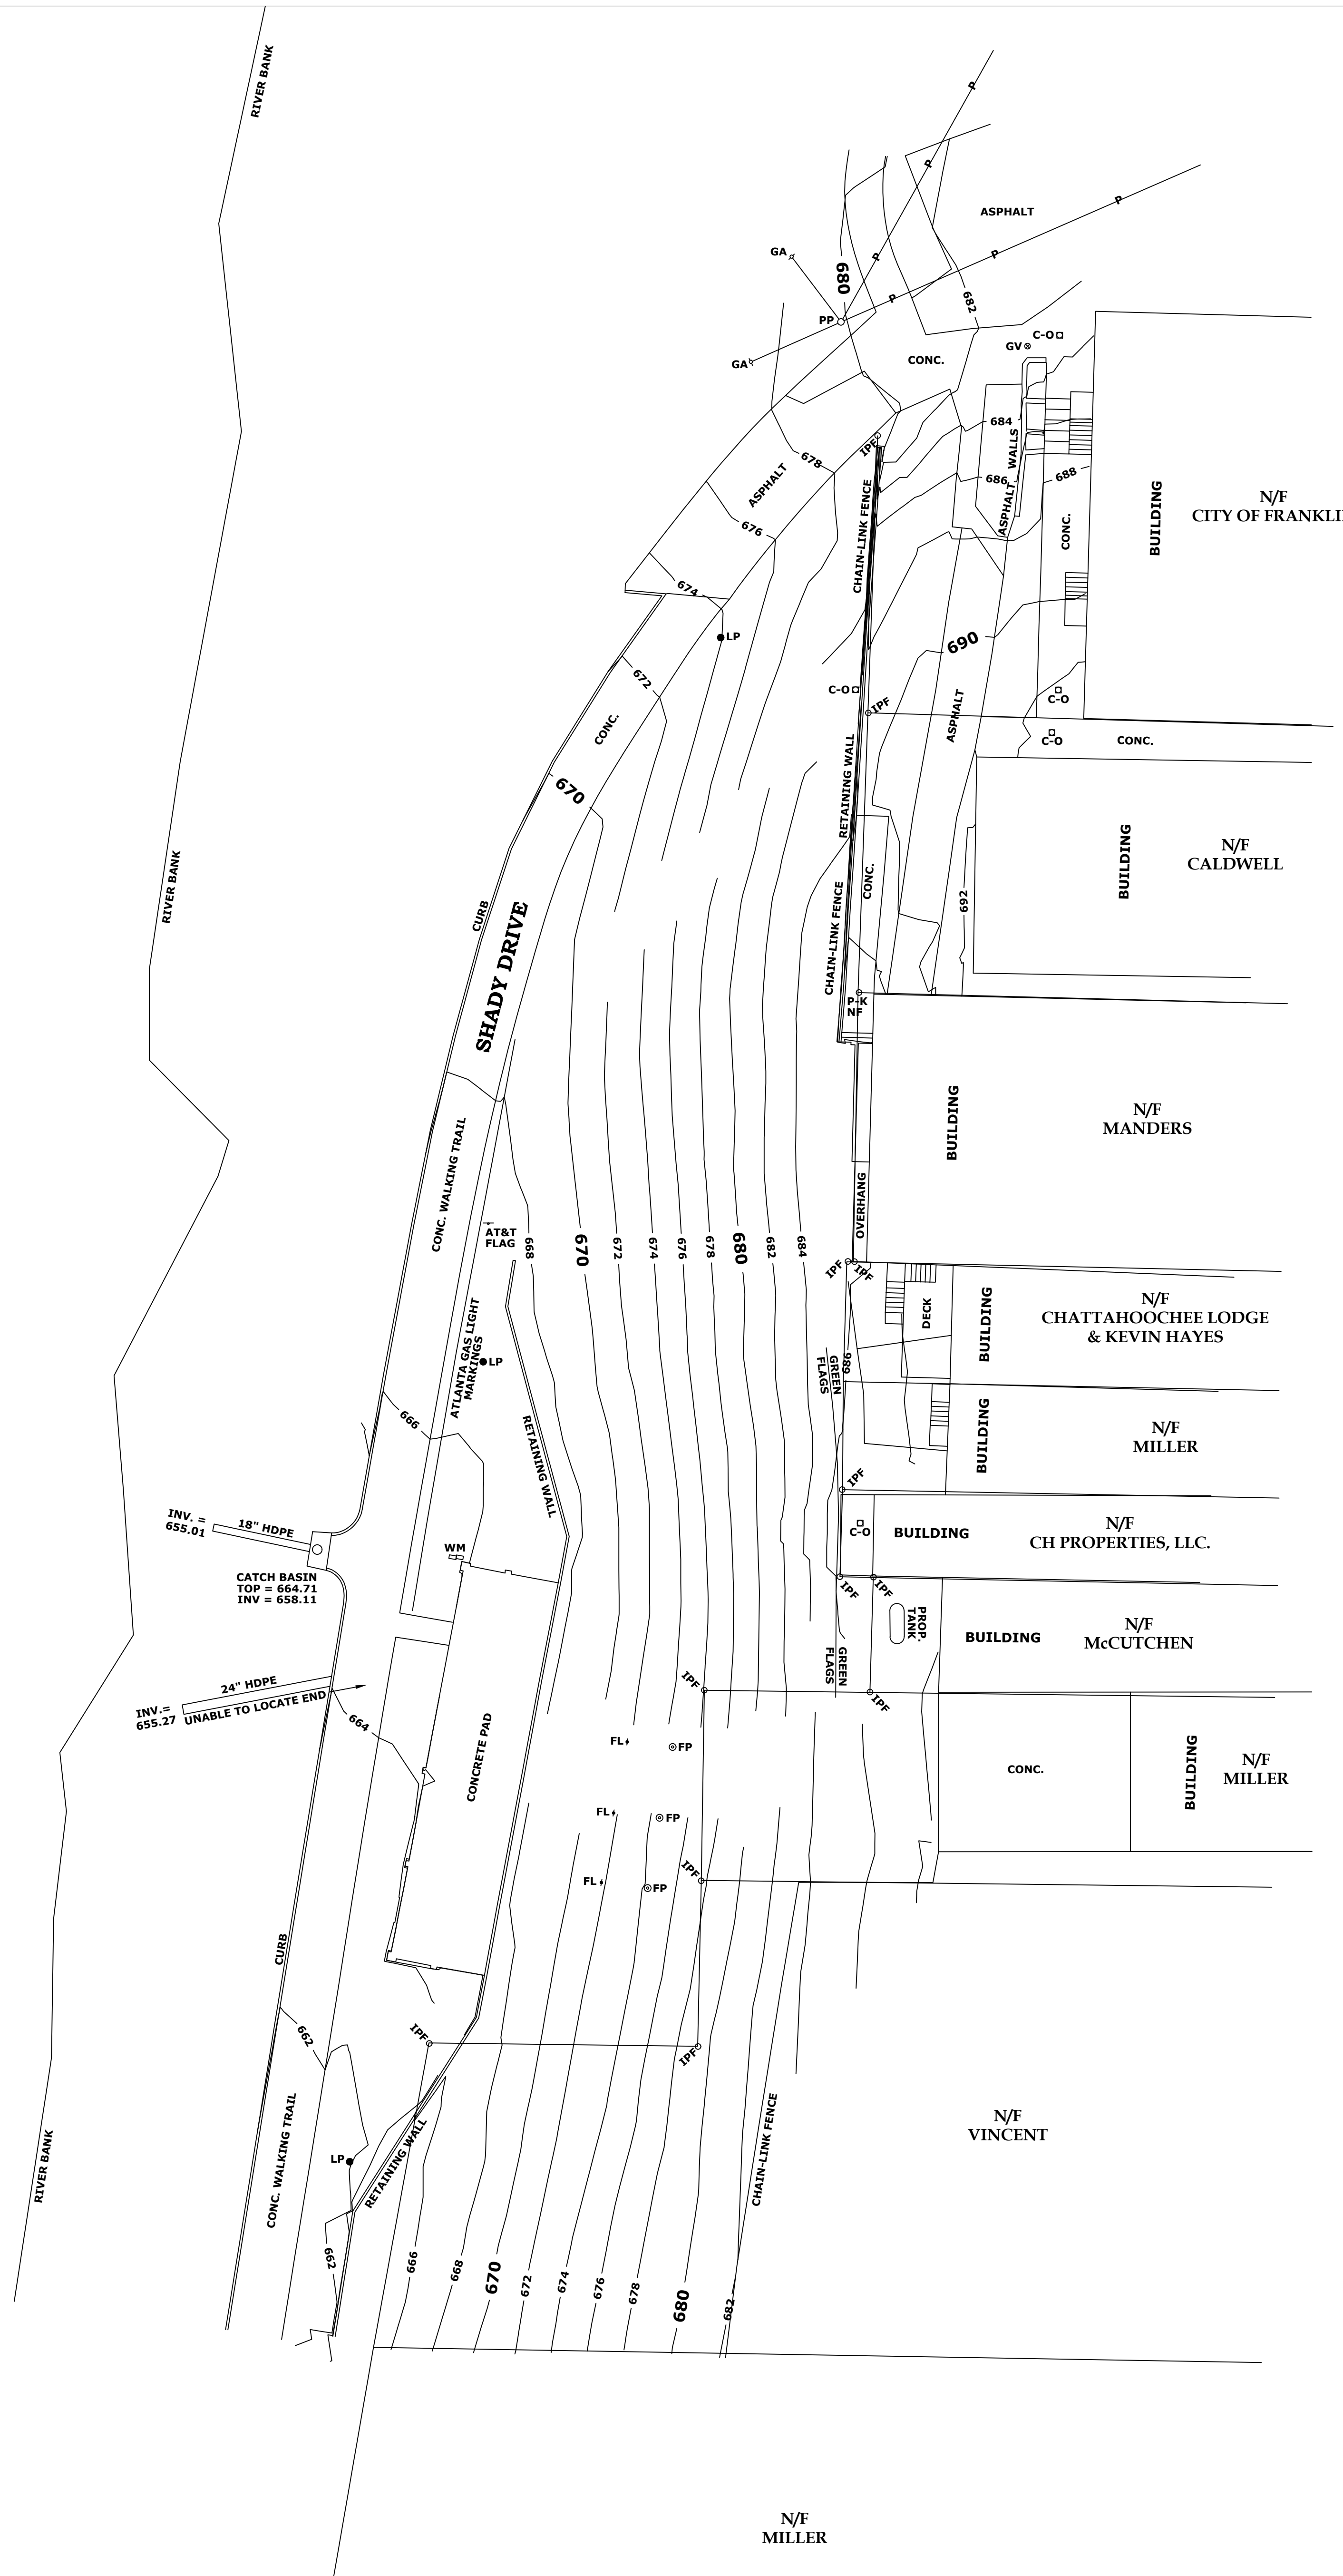 RIVER BANK
P
P
ASPHALT
P
GA
P
P
680
P
682
PP
C-O
GV
CONC.
GA
684
WALLS
IPF
678
ASPHALT
686
688
ASPHALT
CHAIN-LINK FENCE
CONC.
BUILDING
N/F
CITY OF FRANKLI
676
674
LP
690
672
C-O
IPF
C-O
CONC.
ASPHALT
C-O
CONC.
670
RETAINING WALL
RIVER BANK
CURB
SHADY DRIVE
CHAIN-LINK FENCE
CONC.
692
BUILDING
N/F
CALDWELL
P-K
NF
CONC. WALKING TRAIL
BUILDING
N/F
MANDERS
OVERHANG
AT&T
FLAG
668
670
672
674
676
678
680
682
684
IPF
IPF
ATLANTA GAS LIGHT
MARKINGS
LP
DECK
BUILDING
N/F
CHATTAHOOCHEE LODGE
& KEVIN HAYES
686
GREEN
FLAGS
666
RETAINING WALL
BUILDING
N/F
MILLER
IPF
INV. =
655.01
18" HDPE
WM
C-O
BUILDING
N/F
CH PROPERTIES, LLC.
CATCH BASIN
TOP = 664.71
INV = 658.11
IPF
IPF
PROP.
TANK
BUILDING
N/F
McCUTCHEN
GREEN
FLAGS
IPF
IPF
24" HDPE
INV.=
655.27
UNABLE TO LOCATE END
664
CONCRETE PAD
FL
FP
CONC.
BUILDING
N/F
MILLER
FL
FP
IPF
FL
FP
CURB
662
IPF
IPF
CONC. WALKING TRAIL
LP
RETAINING WALL
CHAIN-LINK FENCE
N/F
VINCENT
RIVER BANK
662
666
668
670
672
674
676
678
680
682
N/F
MILLER